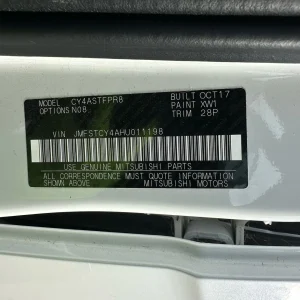 MODEL CY4ASTFPR8 BUILT OCT17
OPTIONS N08 PAINT XW1
TRIM 28P
VIN JMFSTCY4AHU011198
USE GENUINE MITSUBISHI PARTS
ALL CORRESPONDENCE MUST QUOTE INFORMATION
SHOWN ABOVE. MITSUBISHI MOTORS